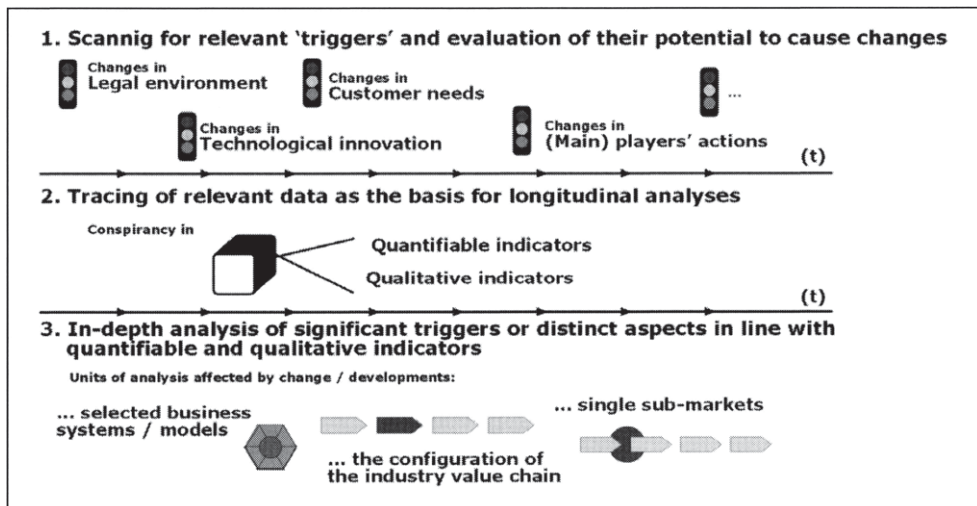 1. Scannig for relevant ‘triggers’ and evaluation of their potential to cause changes
Changes in
Legal environment
Changes in
Customer needs
...
Changes in
Technological innovation
Changes in
(Main) players’ actions
(t)
2. Tracing of relevant data as the basis for longitudinal analyses
Conspirancy in
Quantifiable indicators
Qualitative indicators
(t)
3. In-depth analysis of significant triggers or distinct aspects in line with
quantifiable and qualitative indicators
Units of analysis affected by change / developments:
... selected business
systems / models
... the configuration of
the industry value chain
... single sub-markets